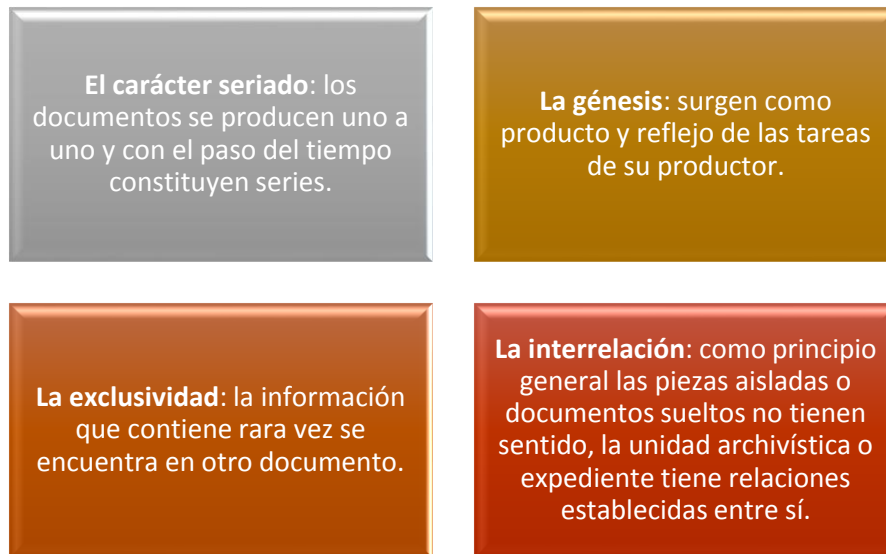 El carácter seriado: los
documentos se producen uno a
uno y con el paso del tiempo
constituyen series.
La génesis: surgen como
producto y reflejo de las tareas
de su productor.
La exclusividad: la información
que contiene rara vez se
encuentra en otro documento.
La interrelación: como principio
general las piezas aisladas o
documentos sueltos no tienen
sentido, la unidad archivística o
expediente tiene relaciones
establecidas entre sí.